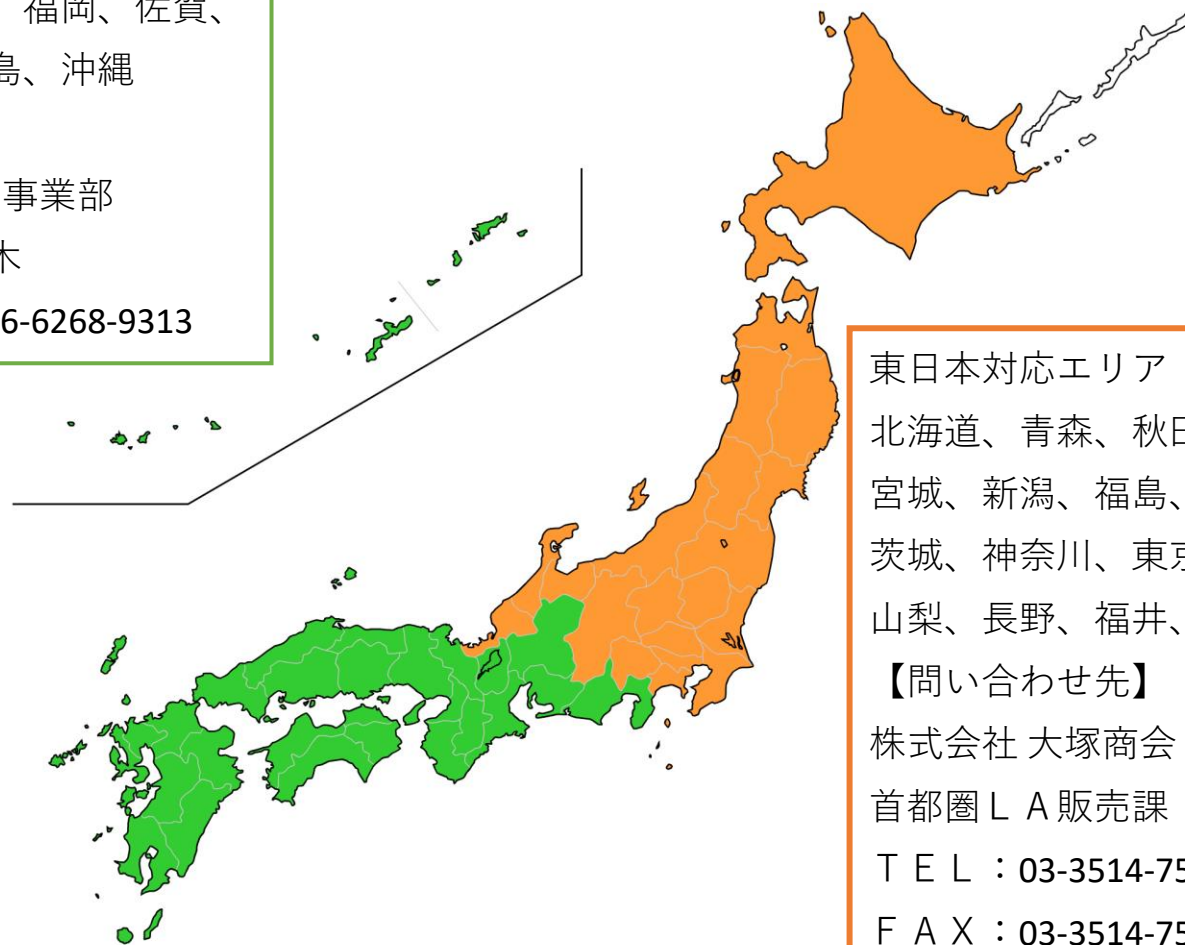 福岡、佐賀、
島、沖縄
事業部
木
6-6268-9313
東日本対応エリア
北海道、青森、秋田
宮城、新潟、福島、
茨城、神奈川、東京
山梨、長野、福井、
【問い合わせ先】
株式会社 大塚商会
首都圏ＬＡ販売課
ＴＥＬ：03-3514-75
ＦＡＸ：03-3514-75